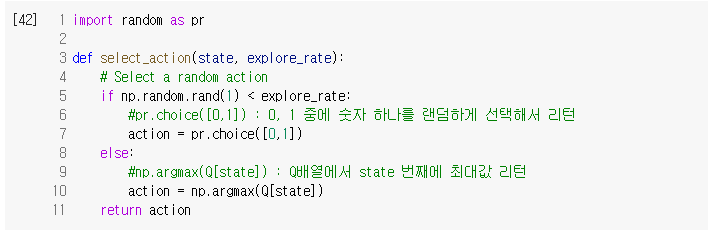 [42] 1 import random as pr
2
3 def select_action(state, explore_rate):
4 # Select a random action
5 if np.random.rand(1) < explore_rate:
6 #pr.choice([0,1]) : 0, 1 중에 숫자 하나를 랜덤하게 선택해서 리턴
7 action = pr.choice([0,1])
8 else:
9 #np.argmax(Q[state]) : Q배열에서 state 번째에 최대값 리턴
10 action = np.argmax(Q[state])
11 return action